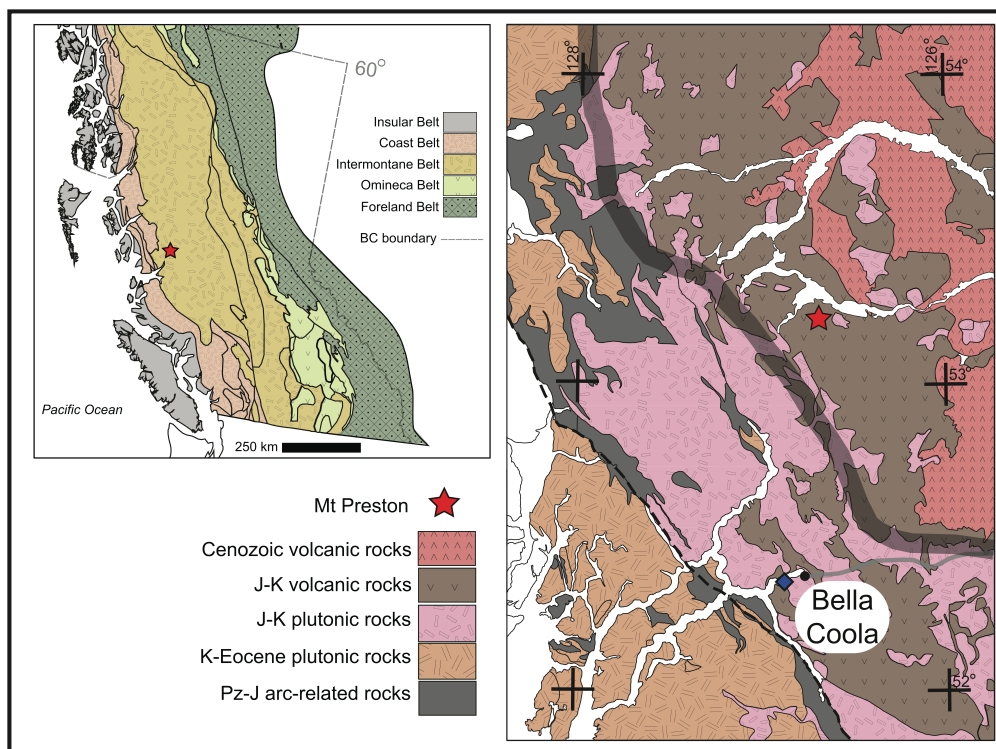 60°
Insular Belt
Coast Belt
Intermontane Belt
Omineca Belt
Foreland Belt
BC boundary
Pacific Ocean
250 km
Mt Preston
Cenozoic volcanic rocks
J-K volcanic rocks
J-K plutonic rocks
K-Eocene plutonic rocks
Pz-J arc-related rocks
128°
126°
54°
53°
Bella
Coola
52°